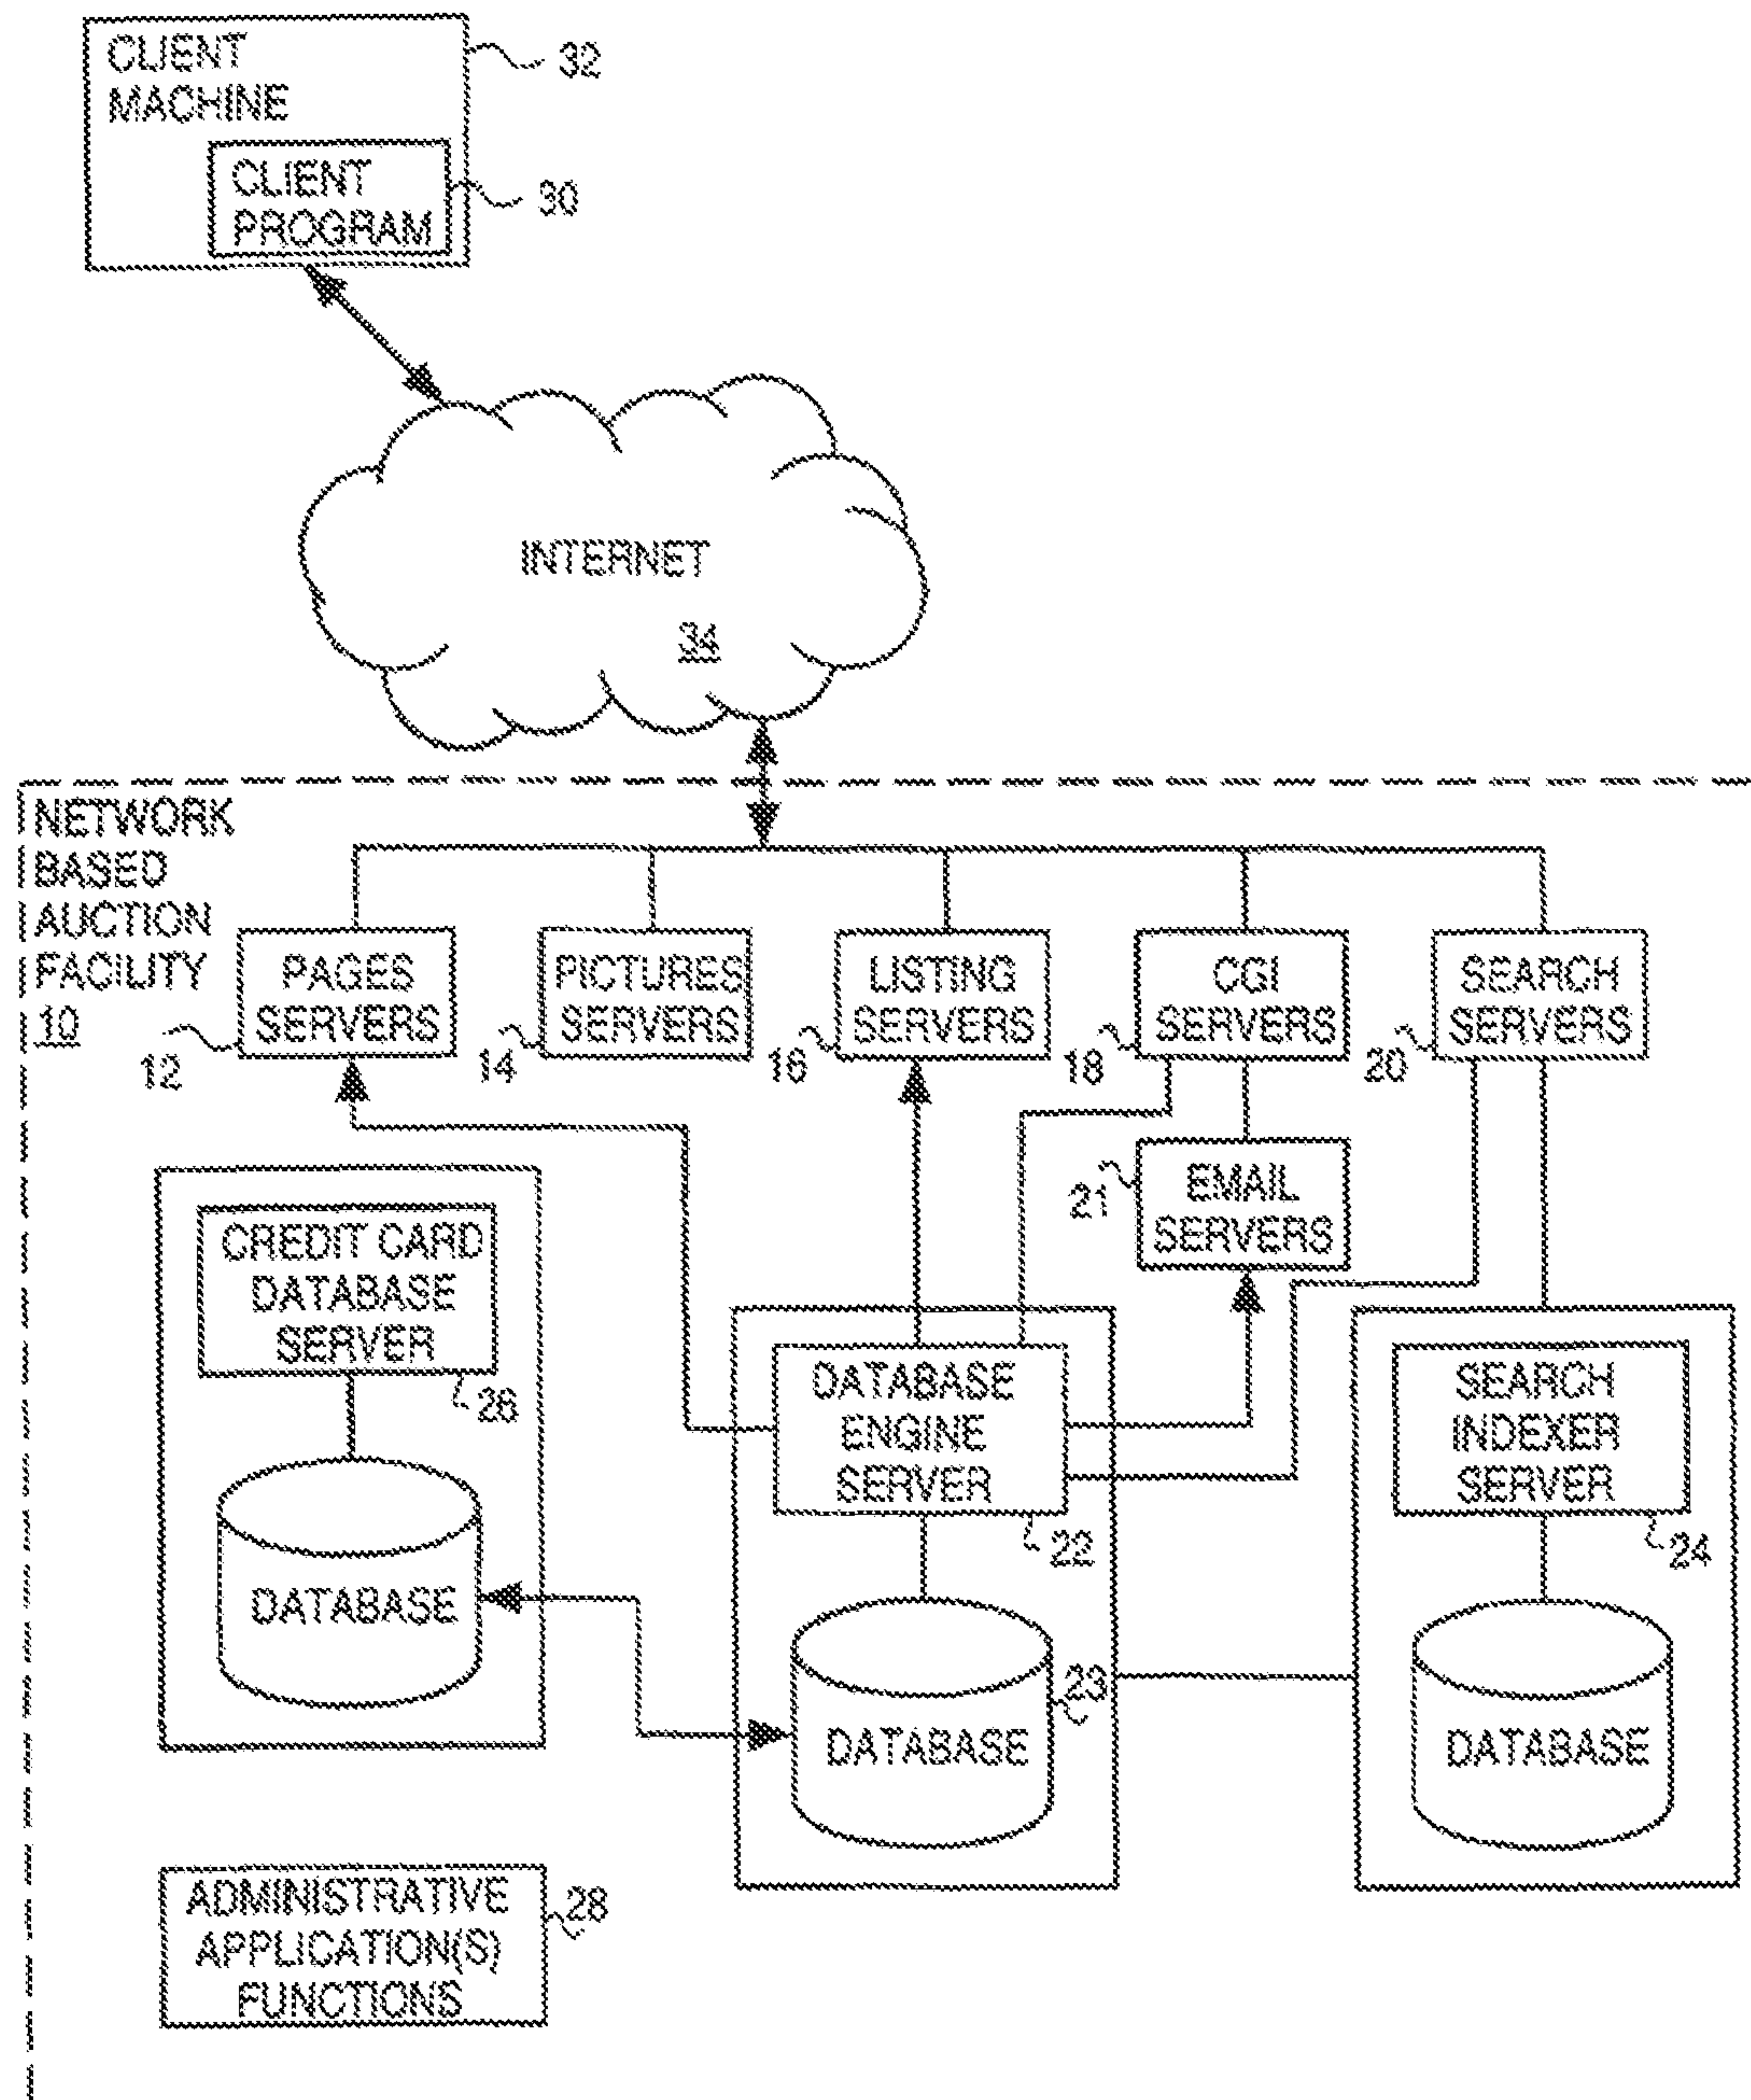 CLIENT
MACHINE
32
CLIENT
PROGRAM
30
INTERNET
34
NETWORK
BASED
AUCTION
FACILITY
10
PAGES
SERVERS
12
PICTURES
SERVERS
14
LISTING
SERVERS
16
CGI
SERVERS
18
SEARCH
SERVERS
20
EMAIL
SERVERS
21
CREDIT CARD
DATABASE
SERVER
26
DATABASE
DATABASE
ENGINE
SERVER
22
DATABASE
23
SEARCH
INDEXER
SERVER
24
DATABASE
ADMINISTRATIVE
APPLICATION(S)
FUNCTIONS
28